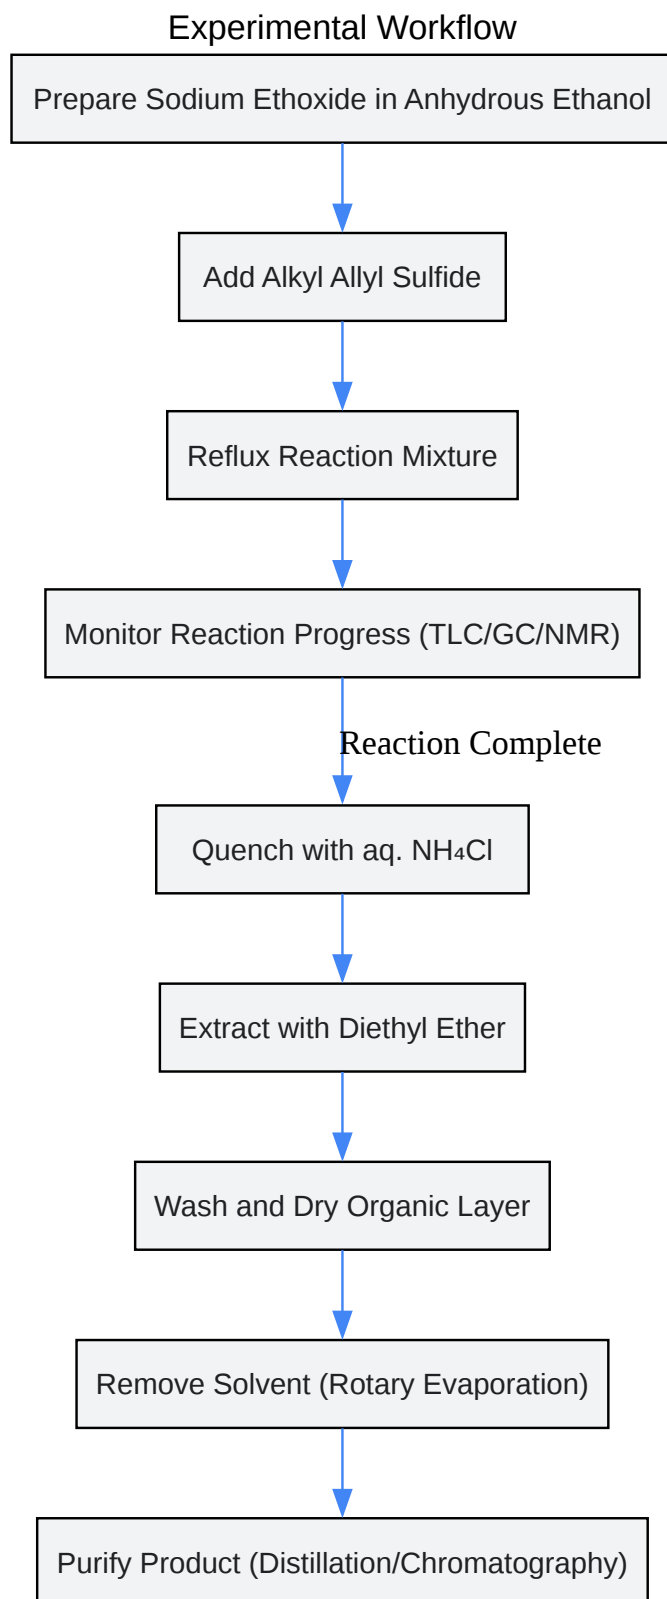 Experimental Workflow
Prepare Sodium Ethoxide in Anhydrous Ethanol
Add Alkyl Allyl Sulfide
Reflux Reaction Mixture
Monitor Reaction Progress (TLC/GC/NMR)
Reaction Complete
Quench with aq. NH₄Cl
Extract with Diethyl Ether
Wash and Dry Organic Layer
Remove Solvent (Rotary Evaporation)
Purify Product (Distillation/Chromatography)